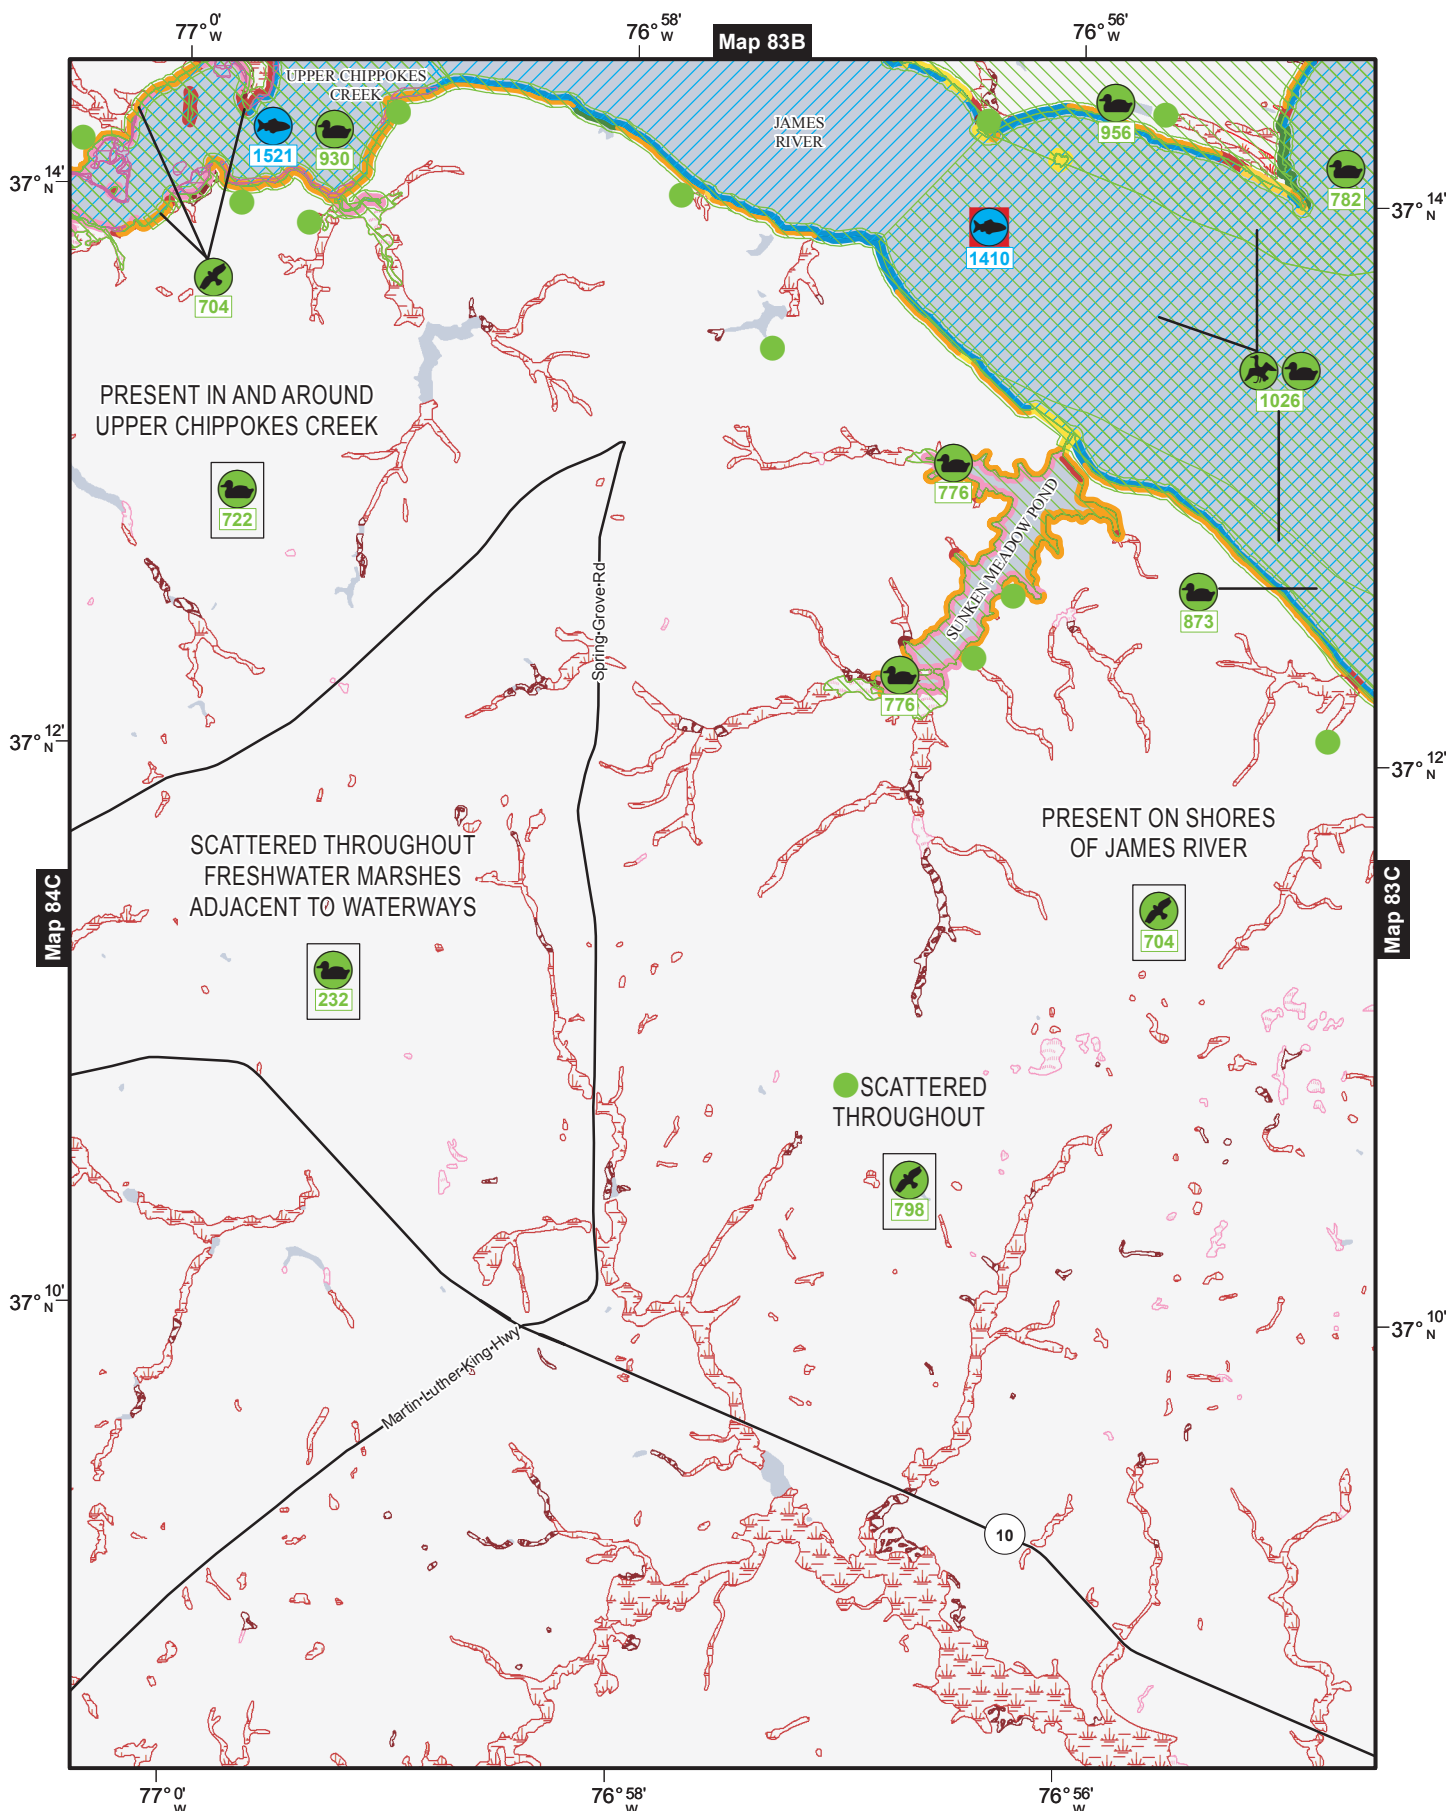 77° 0' W
76° 58' W
76° 56' W
Map 83B
UPPER CHIPPOKES
CREEK
JAMES
RIVER
1521
930
956
782
37° 14' N
37° 14' N
1410
704
1026
PRESENT IN AND AROUND
UPPER CHIPPOKES CREEK
722
776
SUNKEN MEADOW POND
873
Spring Grove Rd
776
37° 12' N
37° 12' N
SCATTERED THROUGHOUT
FRESHWATER MARSHES
ADJACENT TO WATERWAYS
232
PRESENT ON SHORES
OF JAMES RIVER
704
Map 84C
Map 83C
SCATTERED
THROUGHOUT
798
37° 10' N
37° 10' N
Martin Luther King Hwy
10
77° 0' W
76° 58' W
76° 56' W